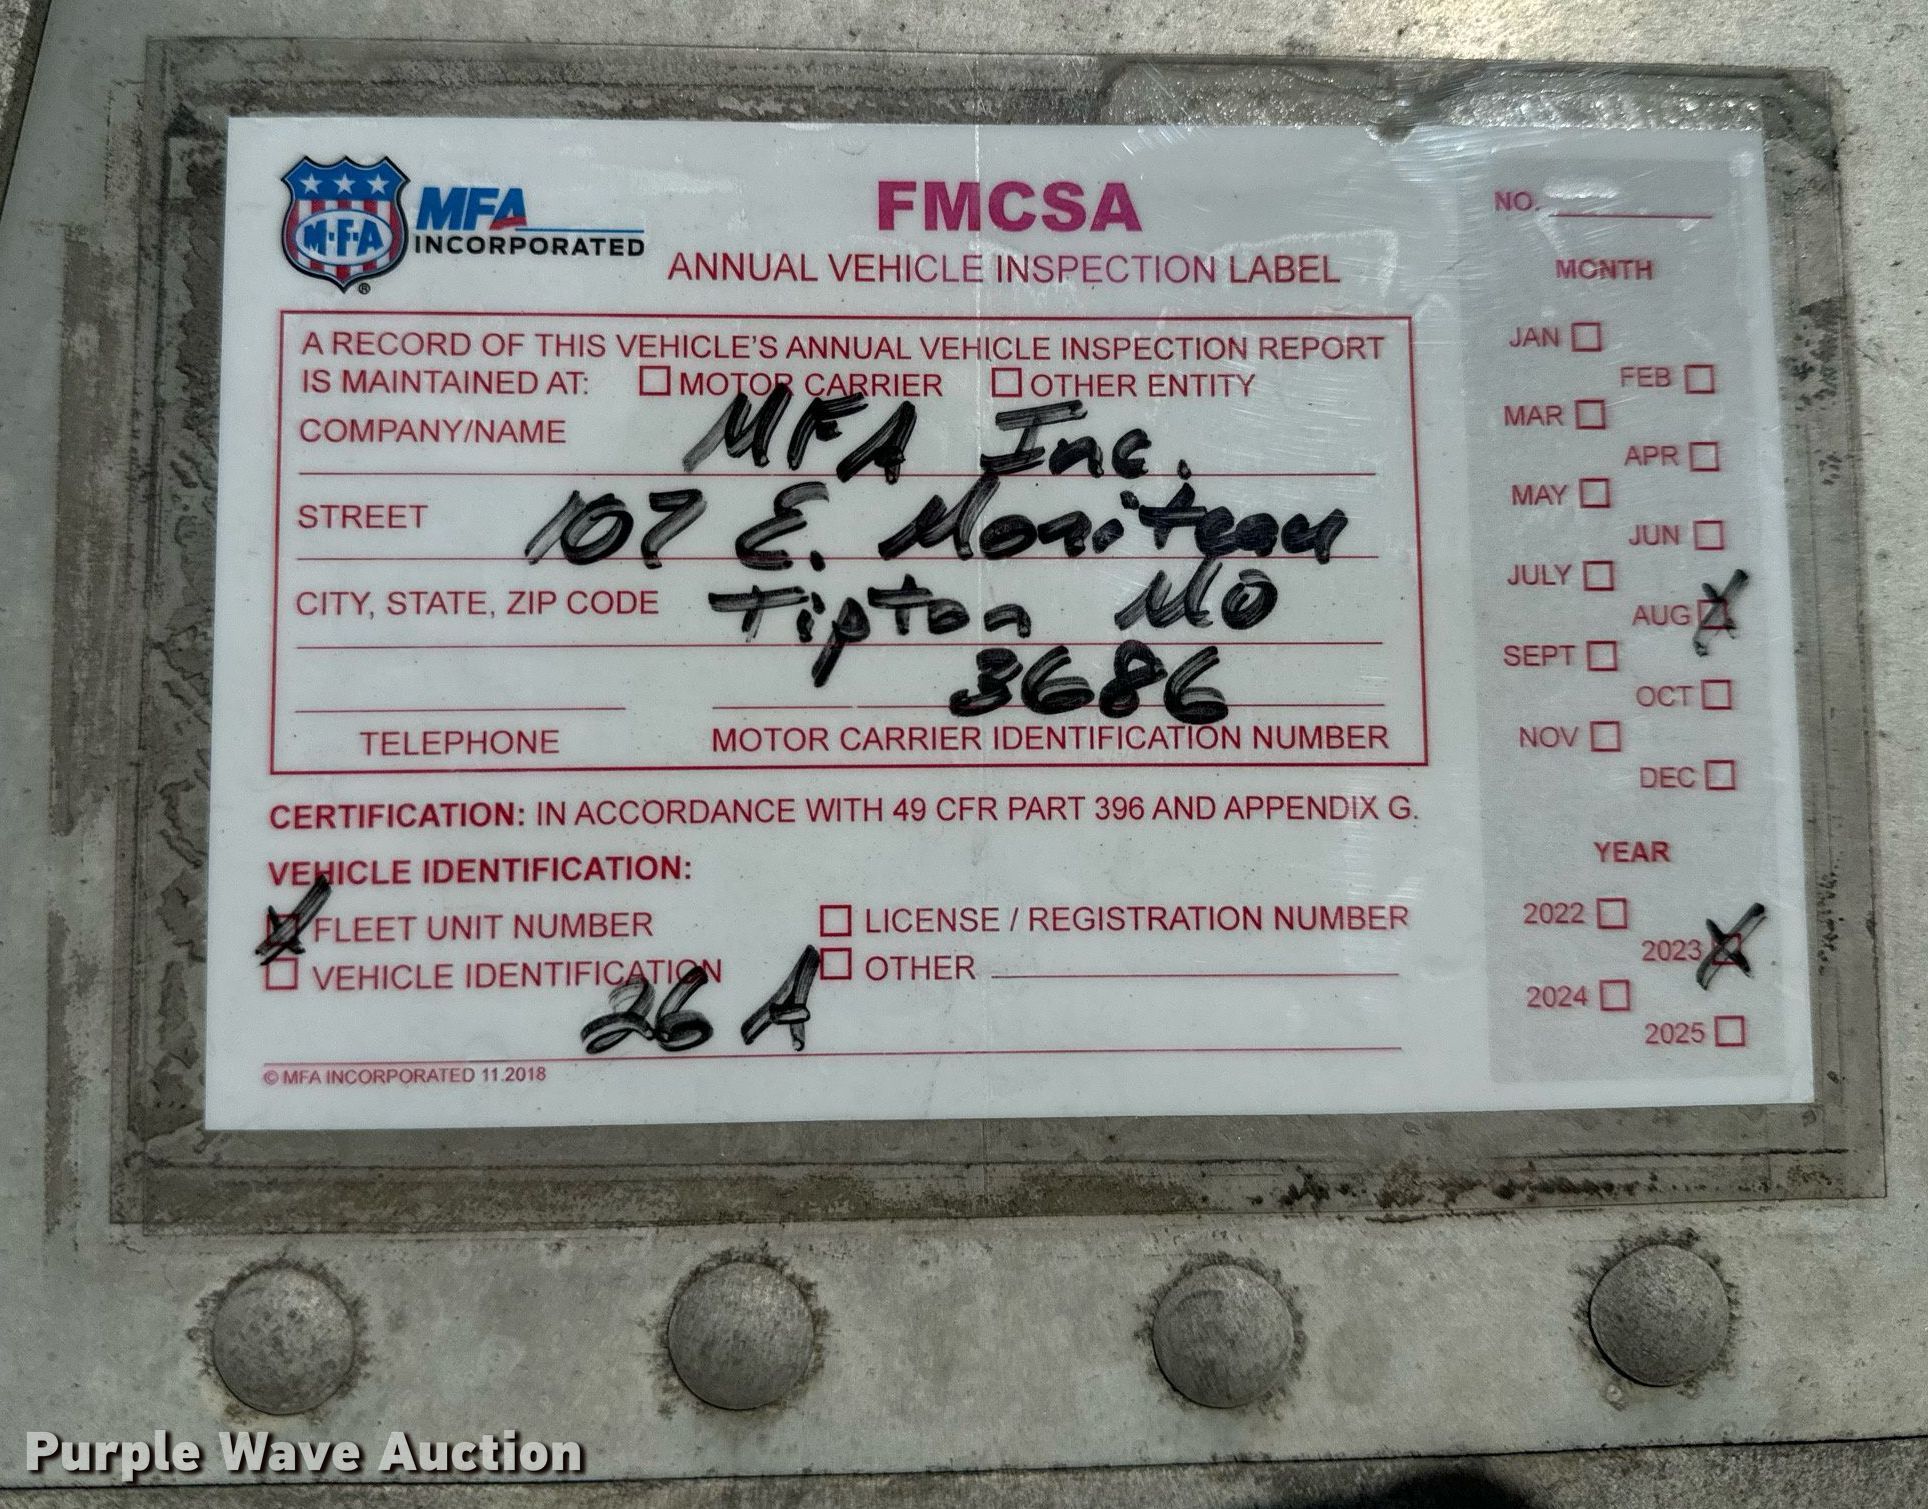 M·F·A ®
MFA
INCORPORATED
FMCSA
ANNUAL VEHICLE INSPECTION LABEL
A RECORD OF THIS VEHICLE'S ANNUAL VEHICLE INSPECTION REPORT
IS MAINTAINED AT: MOTOR CARRIER OTHER ENTITY
COMPANY/NAME MFA Inc.
STREET 107 E. Moniteau
CITY, STATE, ZIP CODE Tipton MO
3686
TELEPHONE MOTOR CARRIER IDENTIFICATION NUMBER
CERTIFICATION: IN ACCORDANCE WITH 49 CFR PART 396 AND APPENDIX G.
VEHICLE IDENTIFICATION:
X FLEET UNIT NUMBER LICENSE / REGISTRATION NUMBER
VEHICLE IDENTIFICATION OTHER
26 A
© MFA INCORPORATED 11.2018
NO.
MONTH
JAN
FEB
MAR
APR
MAY
JUN
JULY
AUG X
SEPT
OCT
NOV
DEC
YEAR
2022
2023 X
2024
2025
Purple Wave Auction